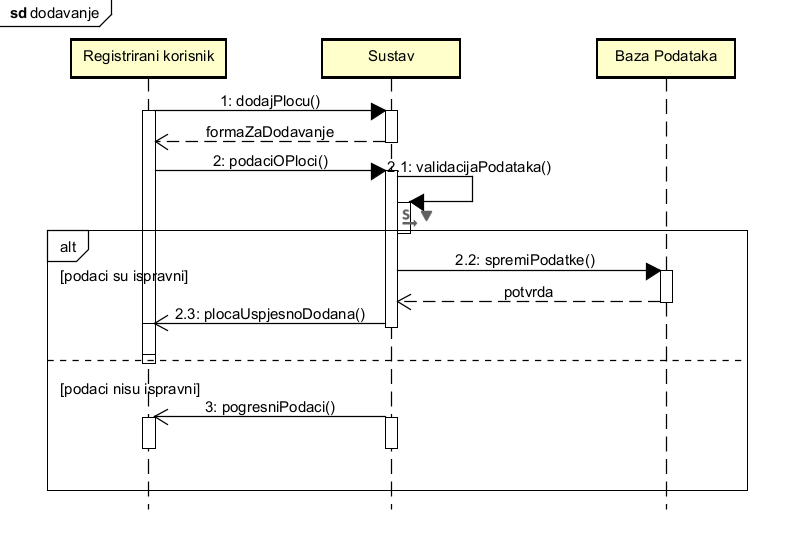 sd dodavanje
Registrirani korisnik
Sustav
Baza Podataka
1: dodajPlocu()
formaZaDodavanje
2: podaciOPloci()
2.1: validacijaPodataka()
S
alt
[podaci su ispravni]
2.2: spremiPodatke()
potvrda
2.3: plocaUspjesnoDodana()
[podaci nisu ispravni]
3: pogresniPodaci()